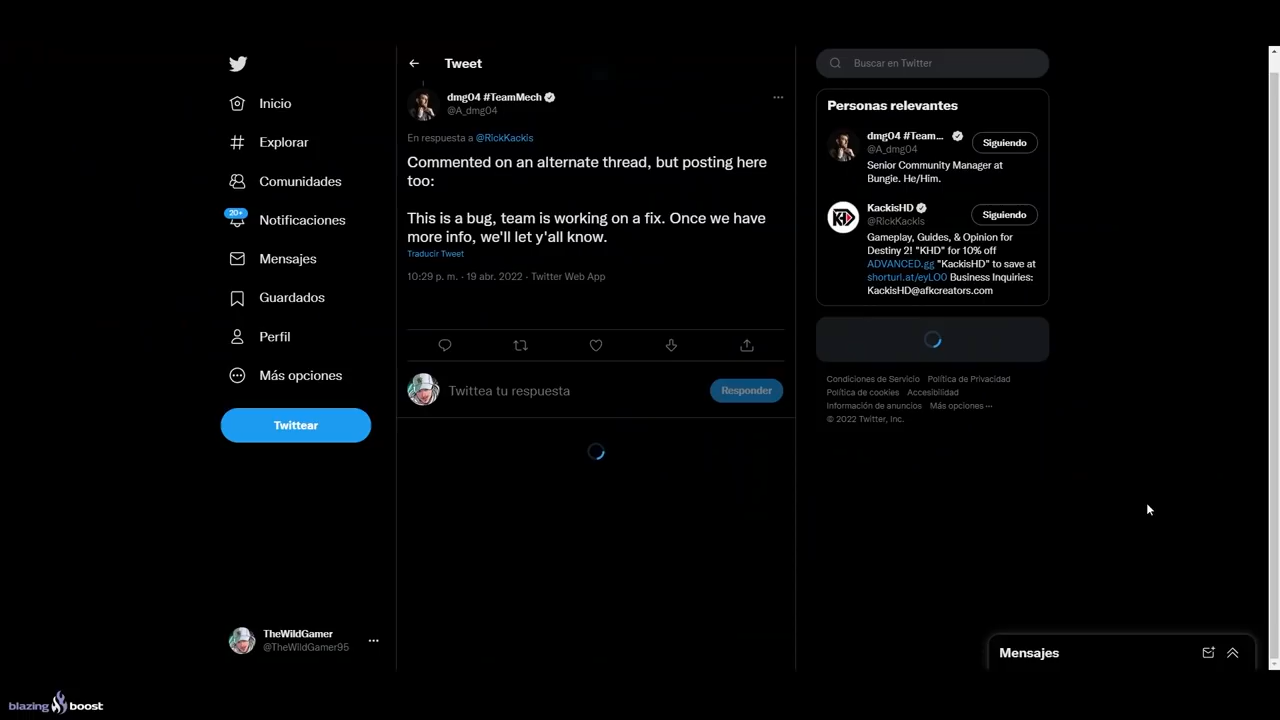 Inicio
Explorar
Comunidades
20+
Notificaciones
Mensajes
Guardados
Perfil
Más opciones
Twittear
TheWildGamer
@TheWildGamer95
Tweet
dmg04 #TeamMech
@A_dmg04
En respuesta a @RickKackis
Commented on an alternate thread, but posting here
too:
This is a bug, team is working on a fix. Once we have
more info, we'll let y'all know.
Traducir Tweet
10:29 p. m. · 19 abr. 2022 · Twitter Web App
Twittea tu respuesta
Responder
Buscar en Twitter
Personas relevantes
dmg04 #Team...
@A_dmg04
Siguiendo
Senior Community Manager at
Bungie. He/Him.
KackisHD
@RickKackis
Siguiendo
Gameplay, Guides, & Opinion for
Destiny 2! "KHD" for 10% off
ADVANCED.gg "KackisHD" to save at
shorturl.at/eyLO0 Business Inquiries:
KackisHD@afkcreators.com
Condiciones de Servicio Política de Privacidad
Política de cookies Accesibilidad
Información de anuncios Más opciones ···
© 2022 Twitter, Inc.
Mensajes
blazing boost